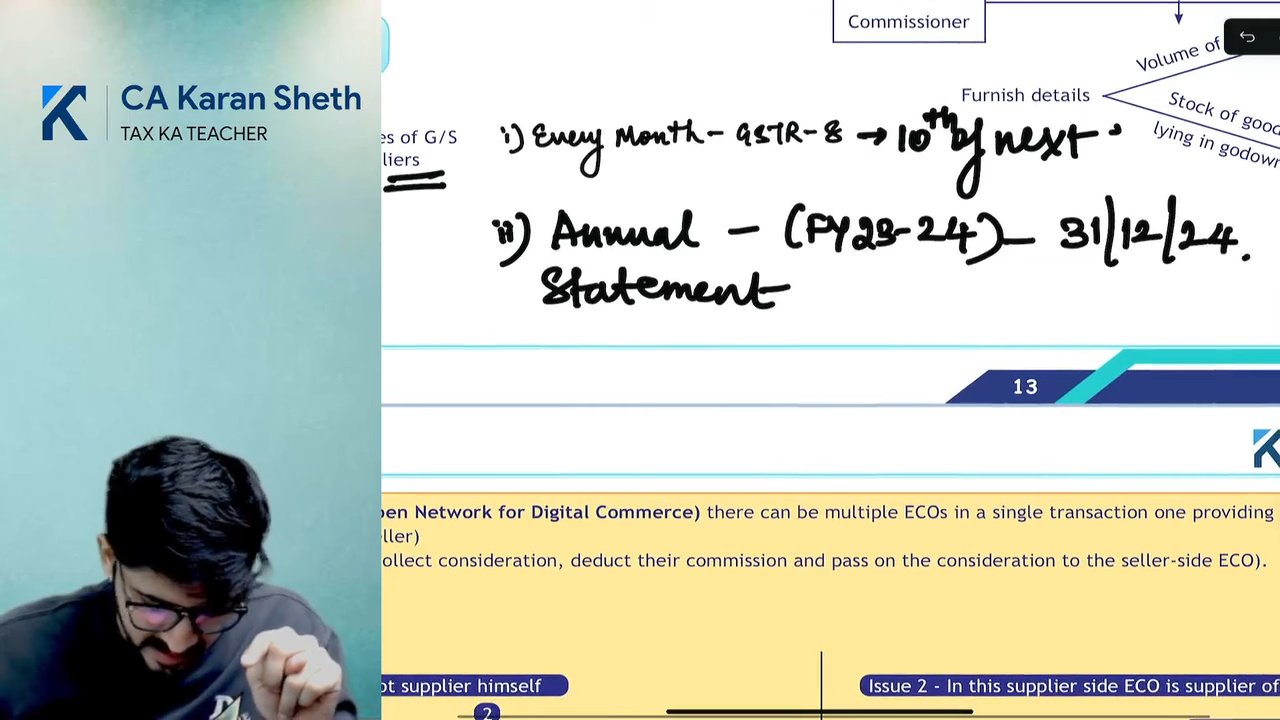 CA Karan Sheth
TAX KA TEACHER
Commissioner
Volume of
Furnish details
Stock of good
lying in godown
es of G/S
liers
i) Every Month - GSTR-8 → 10th of next
ii) Annual - (FY23-24) - 31/12/24.
Statement
13
pen Network for Digital Commerce) there can be multiple ECOs in a single transaction one providing
ller)
ollect consideration, deduct their commission and pass on the consideration to the seller-side ECO).
ot supplier himself
Issue 2 - In this supplier side ECO is supplier of
2